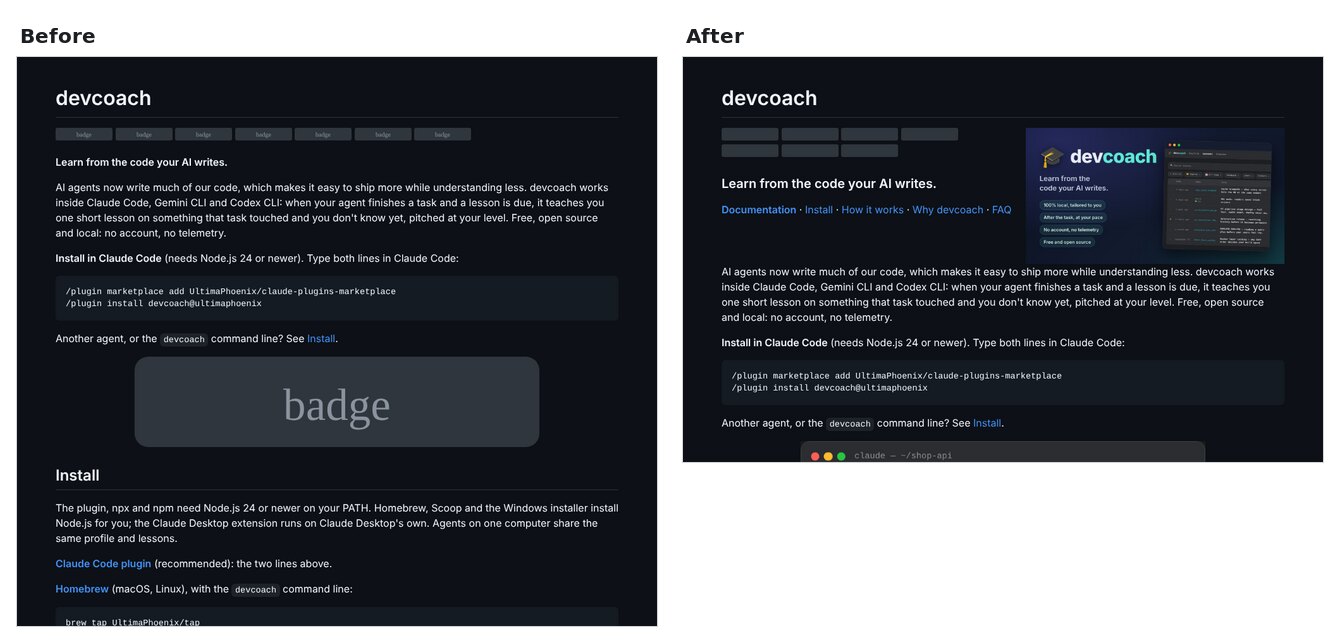 Before
devcoach
badge badge badge badge badge badge badge
Learn from the code your AI writes.
AI agents now write much of our code, which makes it easy to ship more while understanding less. devcoach works
inside Claude Code, Gemini CLI and Codex CLI: when your agent finishes a task and a lesson is due, it teaches you
one short lesson on something that task touched and you don't know yet, pitched at your level. Free, open source
and local: no account, no telemetry.
Install in Claude Code (needs Node.js 24 or newer). Type both lines in Claude Code:
/plugin marketplace add UltimaPhoenix/claude-plugins-marketplace
/plugin install devcoach@ultimaphoenix
Another agent, or the devcoach command line? See Install.
badge
Install
The plugin, npx and npm need Node.js 24 or newer on your PATH. Homebrew, Scoop and the Windows installer install
Node.js for you; the Claude Desktop extension runs on Claude Desktop's own. Agents on one computer share the
same profile and lessons.
Claude Code plugin (recommended): the two lines above.
Homebrew (macOS, Linux), with the devcoach command line:
brew tap UltimaPhoenix/tap
After
devcoach
Learn from the code your AI writes.
Documentation · Install · How it works · Why devcoach · FAQ
devcoach
Learn from the
code your AI writes.
100% local, tailored to you
After the task, at your pace
No account, no telemetry
Free and open source
AI agents now write much of our code, which makes it easy to ship more while understanding less. devcoach works
inside Claude Code, Gemini CLI and Codex CLI: when your agent finishes a task and a lesson is due, it teaches you
one short lesson on something that task touched and you don't know yet, pitched at your level. Free, open source
and local: no account, no telemetry.
Install in Claude Code (needs Node.js 24 or newer). Type both lines in Claude Code:
/plugin marketplace add UltimaPhoenix/claude-plugins-marketplace
/plugin install devcoach@ultimaphoenix
Another agent, or the devcoach command line? See Install.
claude — ~/shop-api